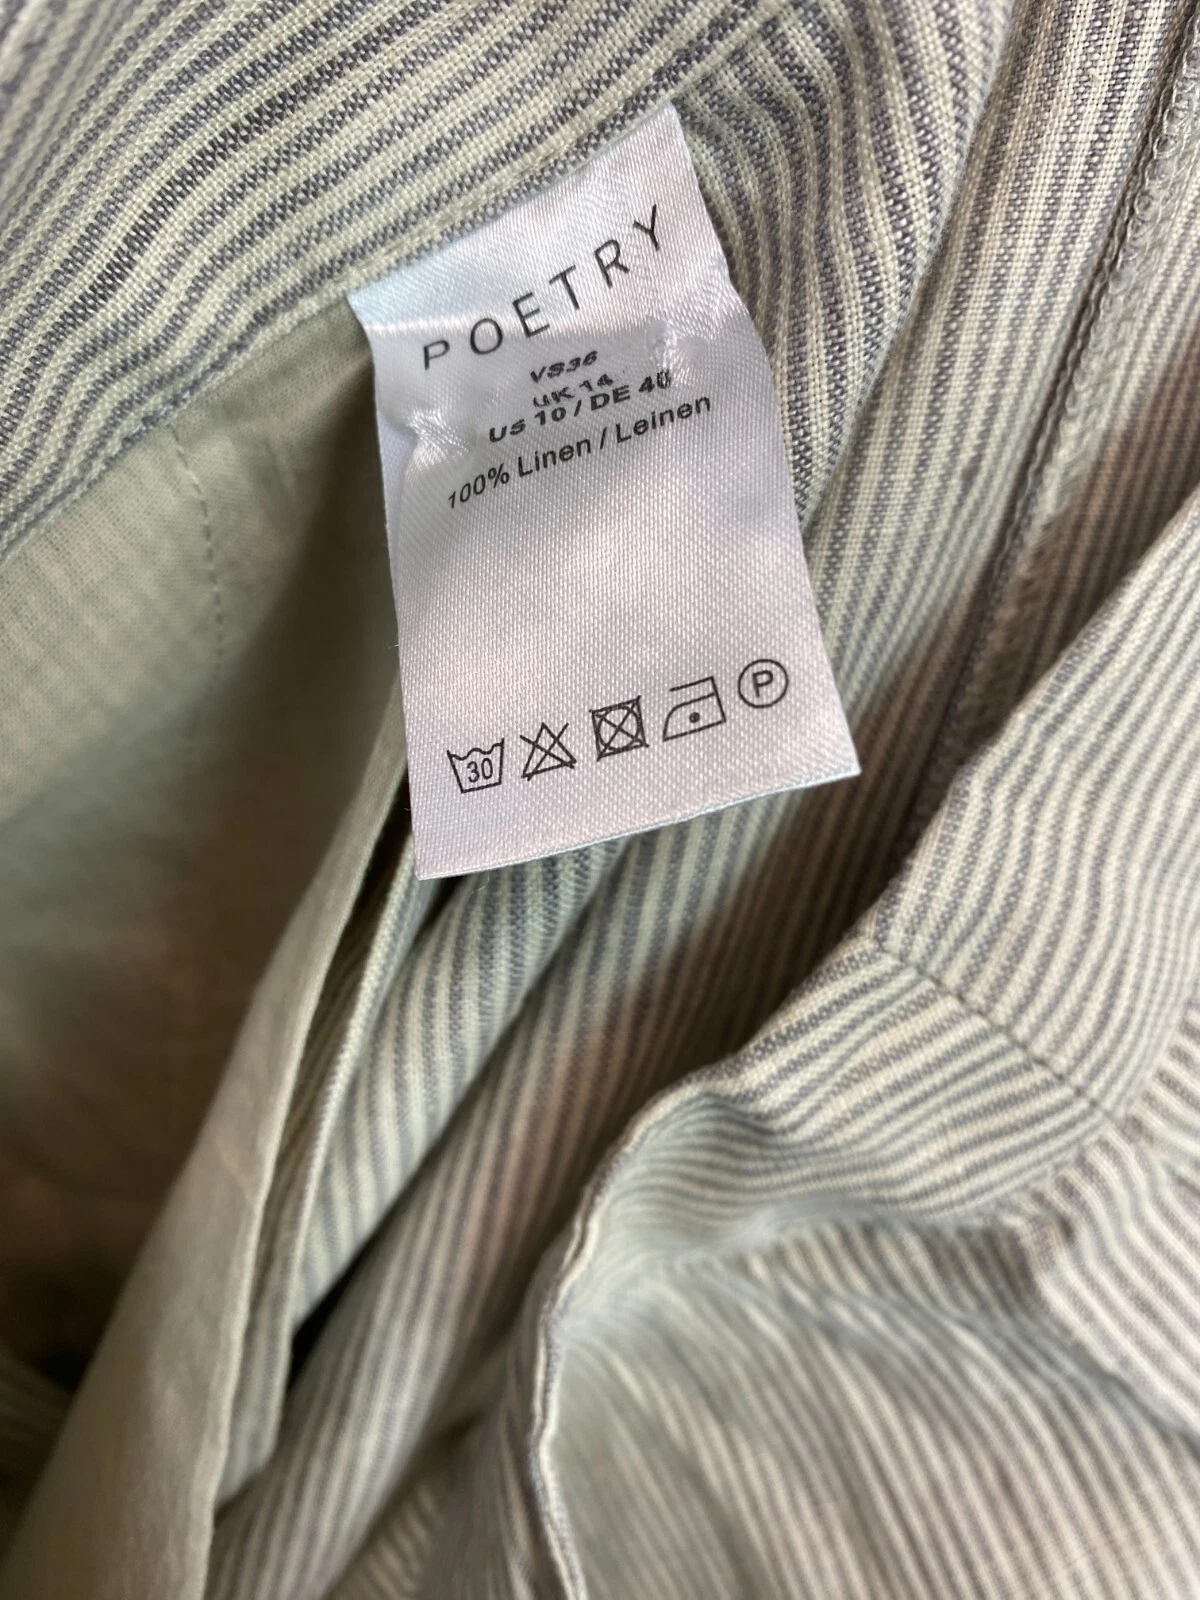 POETRY
VS36
UK 14
US 10 / DE 40
100% Linen / Leinen
30
P